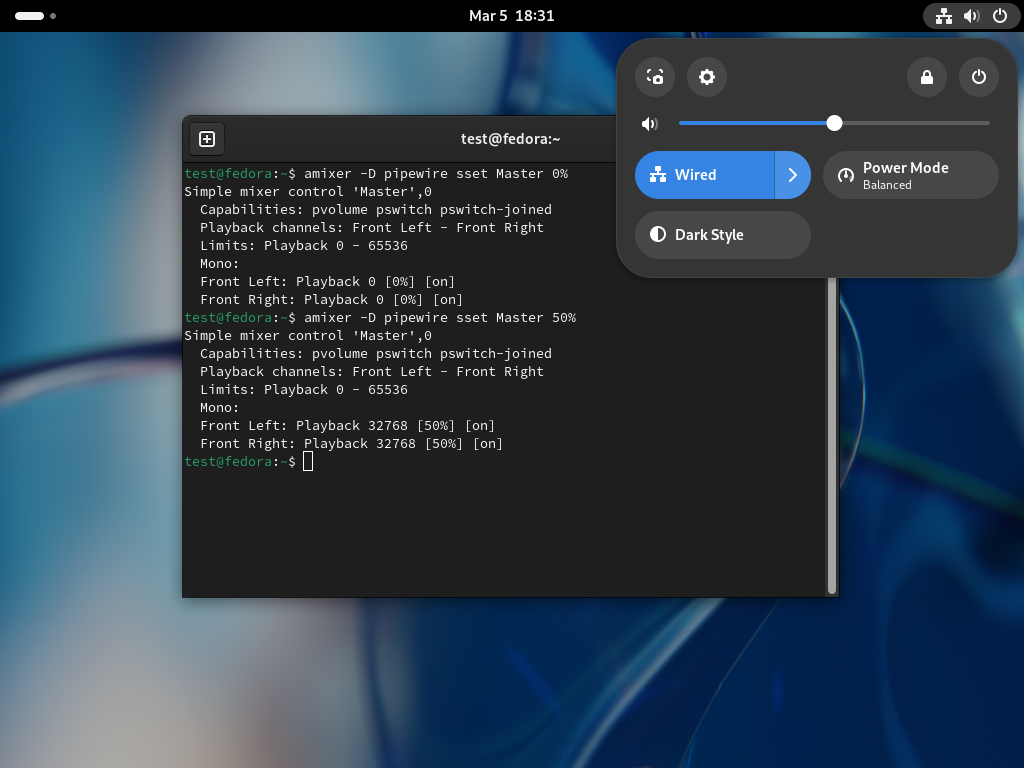 Mar 5 18:31
test@fedora:~
test@fedora:~$ amixer -D pipewire sset Master 0%
Simple mixer control 'Master',0
  Capabilities: pvolume pswitch pswitch-joined
  Playback channels: Front Left - Front Right
  Limits: Playback 0 - 65536
  Mono:
  Front Left: Playback 0 [0%] [on]
  Front Right: Playback 0 [0%] [on]
test@fedora:~$ amixer -D pipewire sset Master 50%
Simple mixer control 'Master',0
  Capabilities: pvolume pswitch pswitch-joined
  Playback channels: Front Left - Front Right
  Limits: Playback 0 - 65536
  Mono:
  Front Left: Playback 32768 [50%] [on]
  Front Right: Playback 32768 [50%] [on]
test@fedora:~$
Wired
Power Mode
Balanced
Dark Style